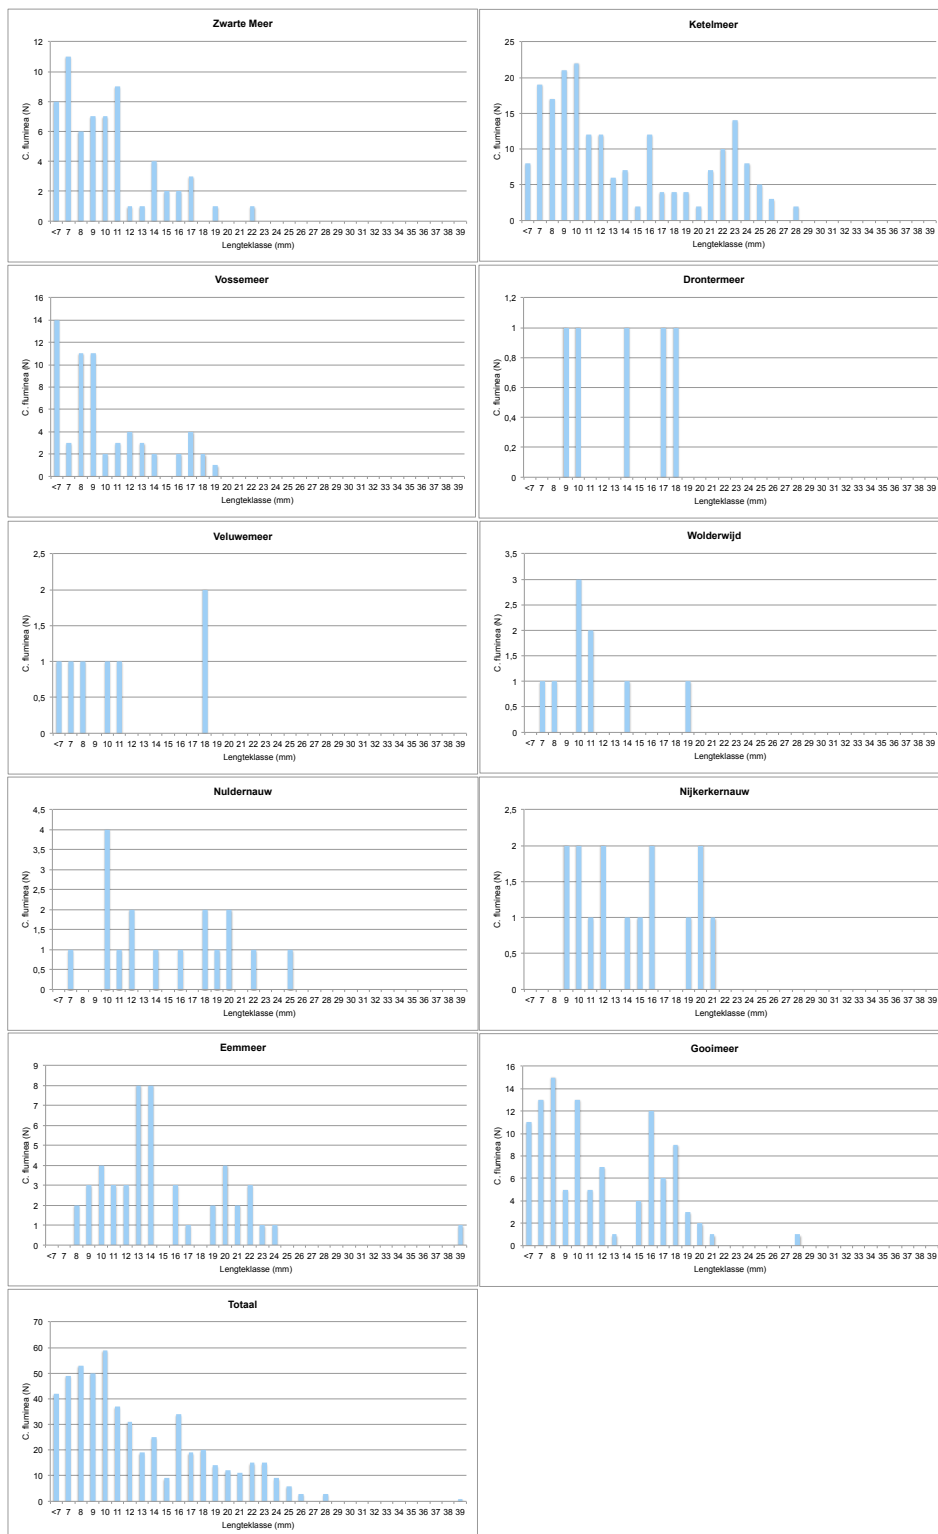 Zwarte Meer
12
10
8
6
4
2
0
C. fluminea (N)
<7 7 8 9 10 11 12 13 14 15 16 17 18 19 20 21 22 23 24 25 26 27 28 29 30 31 32 33 34 35 36 37 38 39
Lengteklasse (mm)
Ketelmeer
25
20
15
10
5
0
C. fluminea (N)
<7 7 8 9 10 11 12 13 14 15 16 17 18 19 20 21 22 23 24 25 26 27 28 29 30 31 32 33 34 35 36 37 38 39
Lengteklasse (mm)
Vossemeer
16
14
12
10
8
6
4
2
0
C. fluminea (N)
<7 7 8 9 10 11 12 13 14 15 16 17 18 19 20 21 22 23 24 25 26 27 28 29 30 31 32 33 34 35 36 37 38 39
Lengteklasse (mm)
Drontermeer
1,2
1
0,8
0,6
0,4
0,2
0
C. fluminea (N)
<7 7 8 9 10 11 12 13 14 15 16 17 18 19 20 21 22 23 24 25 26 27 28 29 30 31 32 33 34 35 36 37 38 39
Lengteklasse (mm)
Veluwemeer
2,5
2
1,5
1
0,5
0
C. fluminea (N)
<7 7 8 9 10 11 12 13 14 15 16 17 18 19 20 21 22 23 24 25 26 27 28 29 30 31 32 33 34 35 36 37 38 39
Lengteklasse (mm)
Wolderwijd
3,5
3
2,5
2
1,5
1
0,5
0
C. fluminea (N)
<7 7 8 9 10 11 12 13 14 15 16 17 18 19 20 21 22 23 24 25 26 27 28 29 30 31 32 33 34 35 36 37 38 39
Lengteklasse (mm)
Nuldernauw
4,5
4
3,5
3
2,5
2
1,5
1
0,5
0
C. fluminea (N)
<7 7 8 9 10 11 12 13 14 15 16 17 18 19 20 21 22 23 24 25 26 27 28 29 30 31 32 33 34 35 36 37 38 39
Lengteklasse (mm)
Nijkerkernauw
2,5
2
1,5
1
0,5
0
C. fluminea (N)
<7 7 8 9 10 11 12 13 14 15 16 17 18 19 20 21 22 23 24 25 26 27 28 29 30 31 32 33 34 35 36 37 38 39
Lengteklasse (mm)
Eemmeer
9
8
7
6
5
4
3
2
1
0
C. fluminea (N)
<7 7 8 9 10 11 12 13 14 15 16 17 18 19 20 21 22 23 24 25 26 27 28 29 30 31 32 33 34 35 36 37 38 39
Lengteklasse (mm)
Gooimeer
16
14
12
10
8
6
4
2
0
C. fluminea (N)
<7 7 8 9 10 11 12 13 14 15 16 17 18 19 20 21 22 23 24 25 26 27 28 29 30 31 32 33 34 35 36 37 38 39
Lengteklasse (mm)
Totaal
70
60
50
40
30
20
10
0
C. fluminea (N)
<7 7 8 9 10 11 12 13 14 15 16 17 18 19 20 21 22 23 24 25 26 27 28 29 30 31 32 33 34 35 36 37 38 39
Lengteklasse (mm)